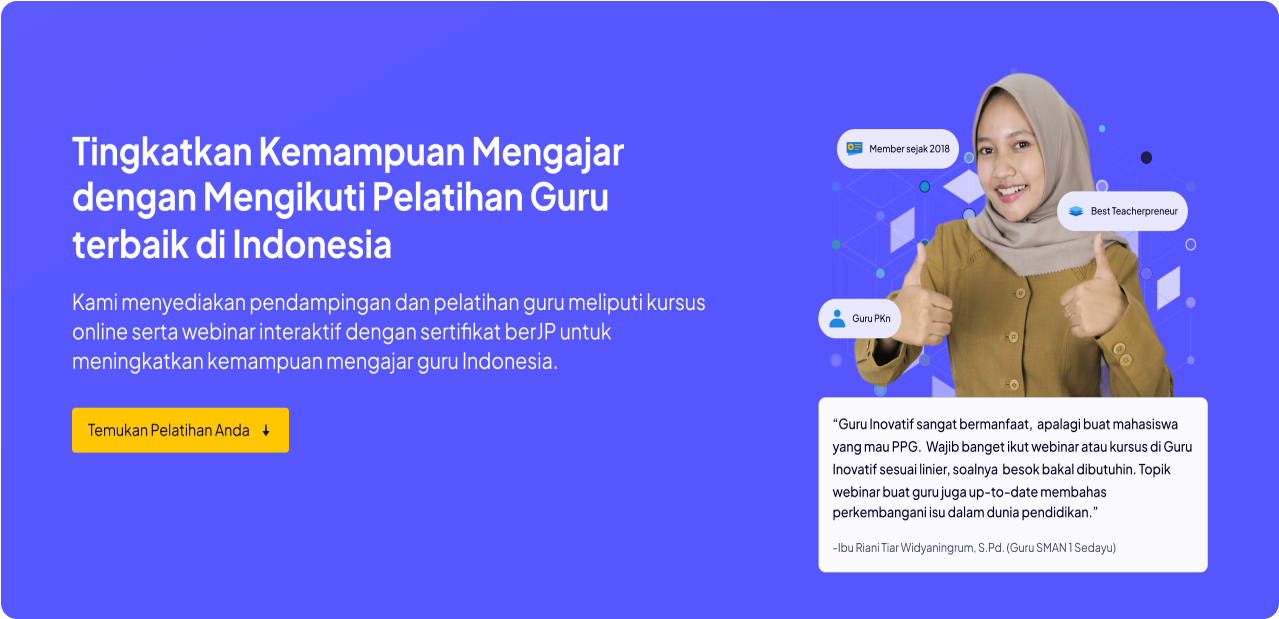 Tingkatkan Kemampuan Mengajar
dengan Mengikuti Pelatihan Guru
terbaik di Indonesia
Kami menyediakan pendampingan dan pelatihan guru meliputi kursus
online serta webinar interaktif dengan sertifikat berJP untuk
meningkatkan kemampuan mengajar guru Indonesia.
Temukan Pelatihan Anda
Member sejak 2018
Best Teacherpreneur
Guru PKn
“Guru Inovatif sangat bermanfaat, apalagi buat mahasiswa
yang mau PPG. Wajib banget ikut webinar atau kursus di Guru
Inovatif sesuai linier, soalnya besok bakal dibutuhin. Topik
webinar buat guru juga up-to-date membahas
perkembangani isu dalam dunia pendidikan.”
-Ibu Riani Tiar Widyaningrum, S.Pd. (Guru SMAN 1 Sedayu)